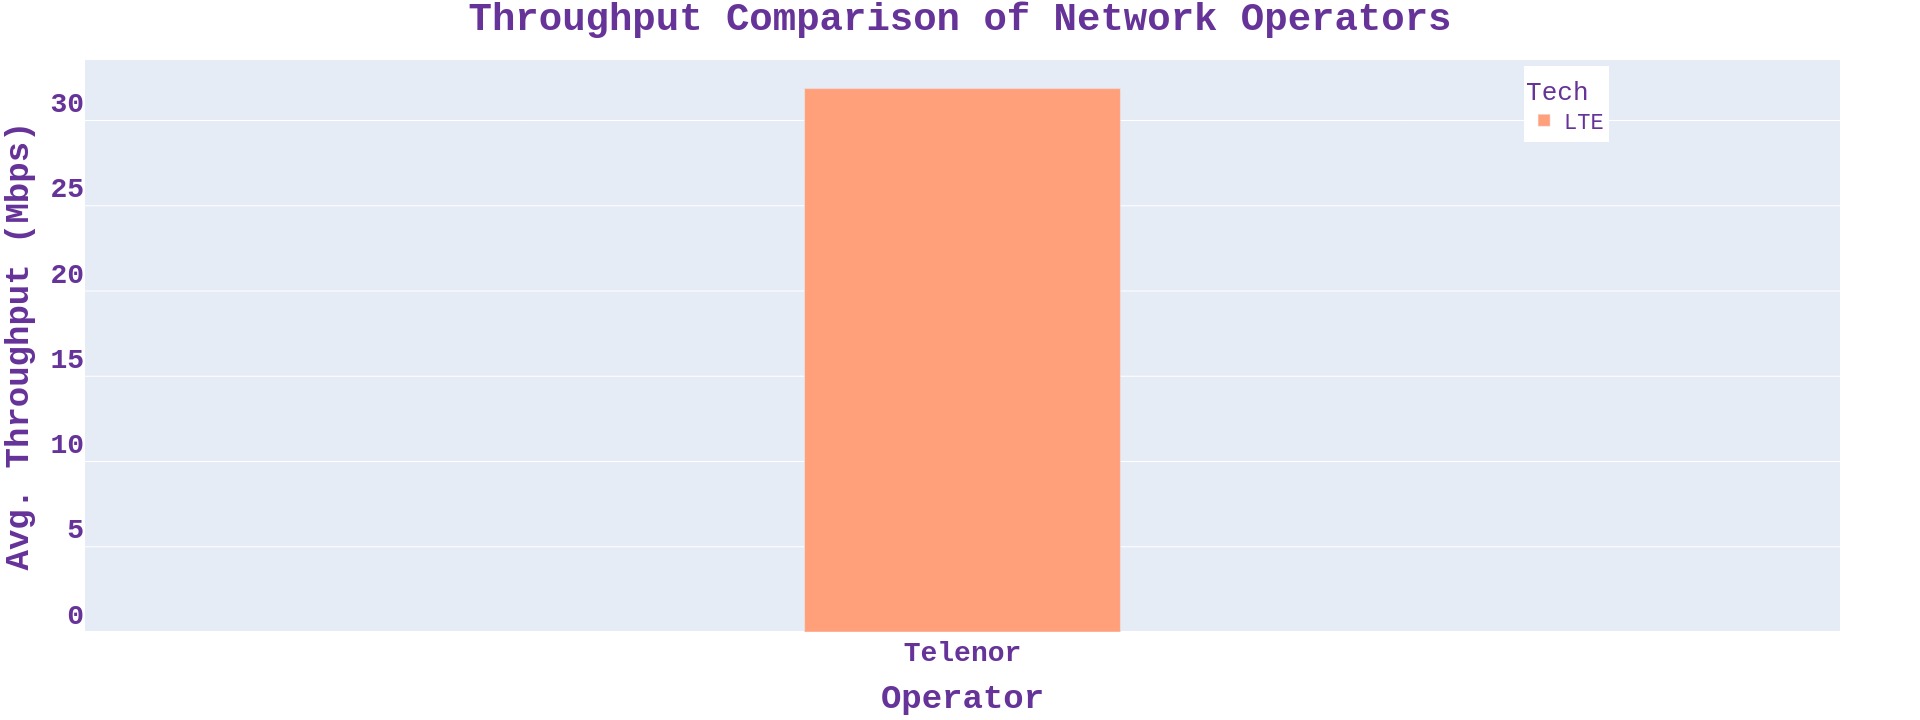 Throughput Comparison of Network Operators
Avg. Throughput (Mbps)
30
25
20
15
10
5
0
Tech
LTE
Telenor
Operator